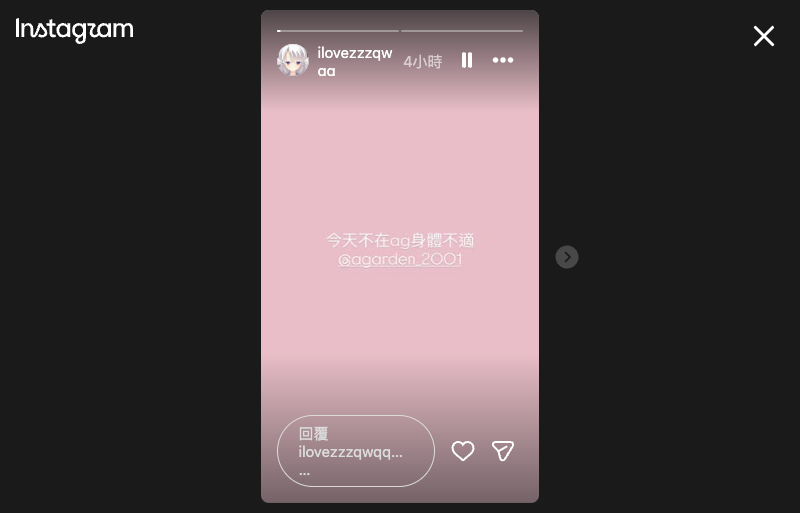 Instagram
ilovezzzqw
aa
4小時
今天不在ag身體不適
@agarden_2001
回覆
ilovezzzqwqq...
...